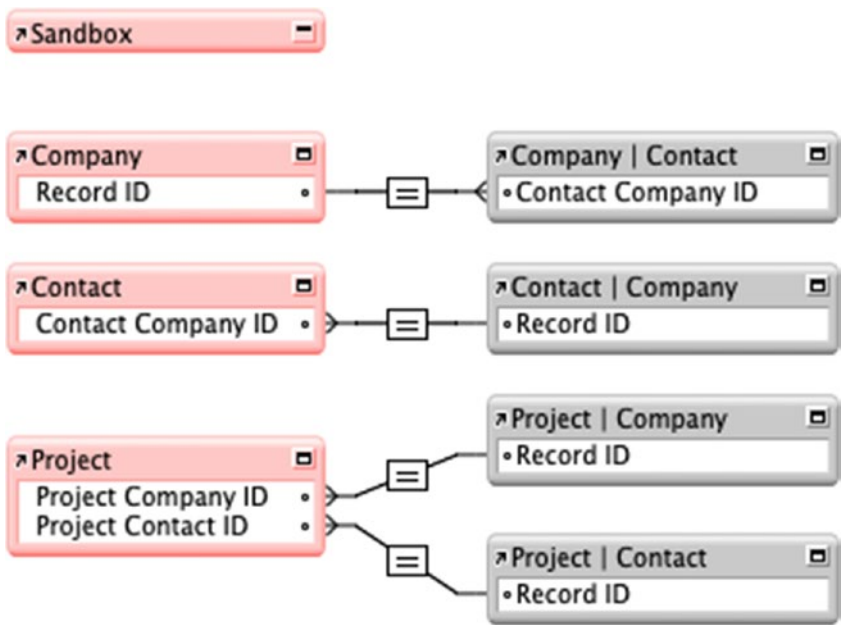 Sandbox
Company
Record ID
=
Company | Contact
Contact Company ID
Contact
Contact Company ID
=
Contact | Company
Record ID
Project
Project Company ID
Project Contact ID
=
=
Project | Company
Record ID
Project | Contact
Record ID